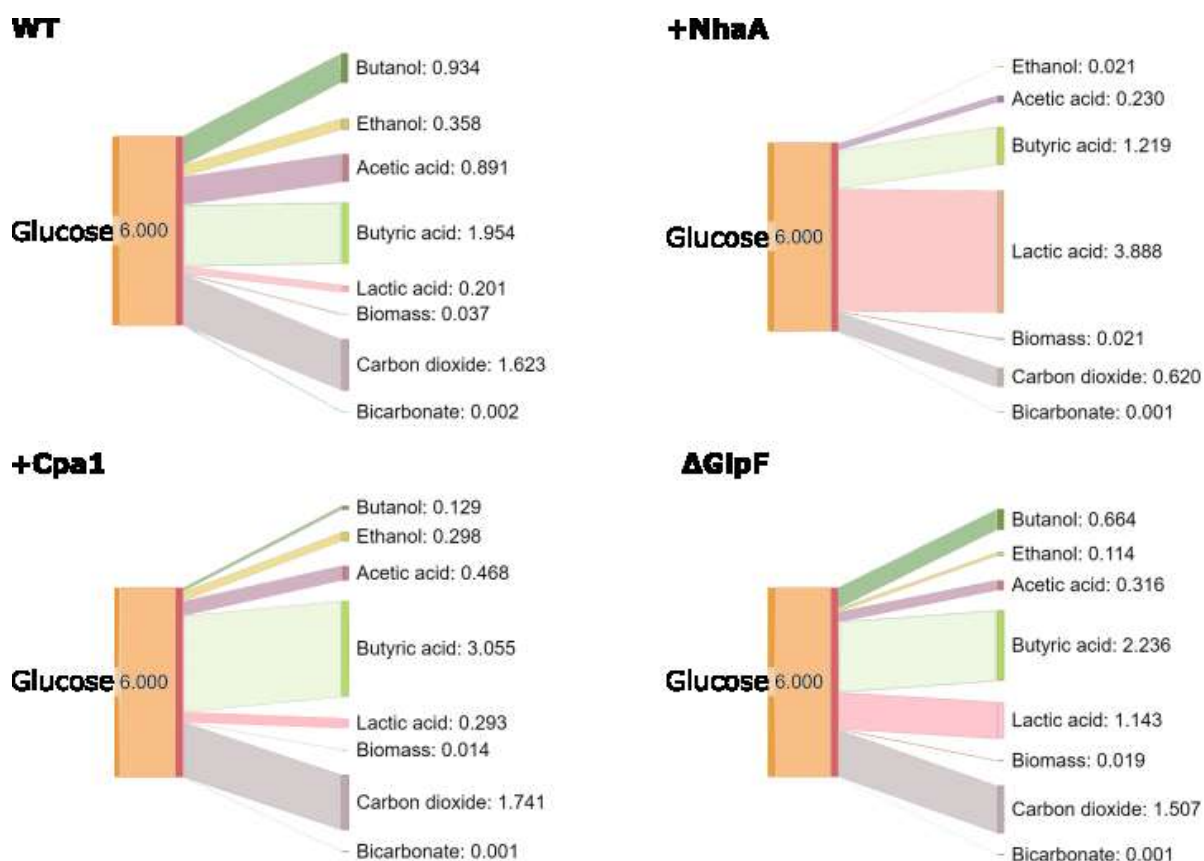 WT
Butanol: 0.934
Ethanol: 0.358
Acetic acid: 0.891
Glucose 6.000
Butyric acid: 1.954
Lactic acid: 0.201
Biomass: 0.037
Carbon dioxide: 1.623
Bicarbonate: 0.002
+NhaA
Ethanol: 0.021
Acetic acid: 0.230
Butyric acid: 1.219
Glucose 6.000
Lactic acid: 3.888
Biomass: 0.021
Carbon dioxide: 0.620
Bicarbonate: 0.001
+Cpa1
Butanol: 0.129
Ethanol: 0.298
Acetic acid: 0.468
Butyric acid: 3.055
Glucose 6.000
Lactic acid: 0.293
Biomass: 0.014
Carbon dioxide: 1.741
Bicarbonate: 0.001
ΔGlpF
Butanol: 0.664
Ethanol: 0.114
Acetic acid: 0.316
Butyric acid: 2.236
Glucose 6.000
Lactic acid: 1.143
Biomass: 0.019
Carbon dioxide: 1.507
Bicarbonate: 0.001